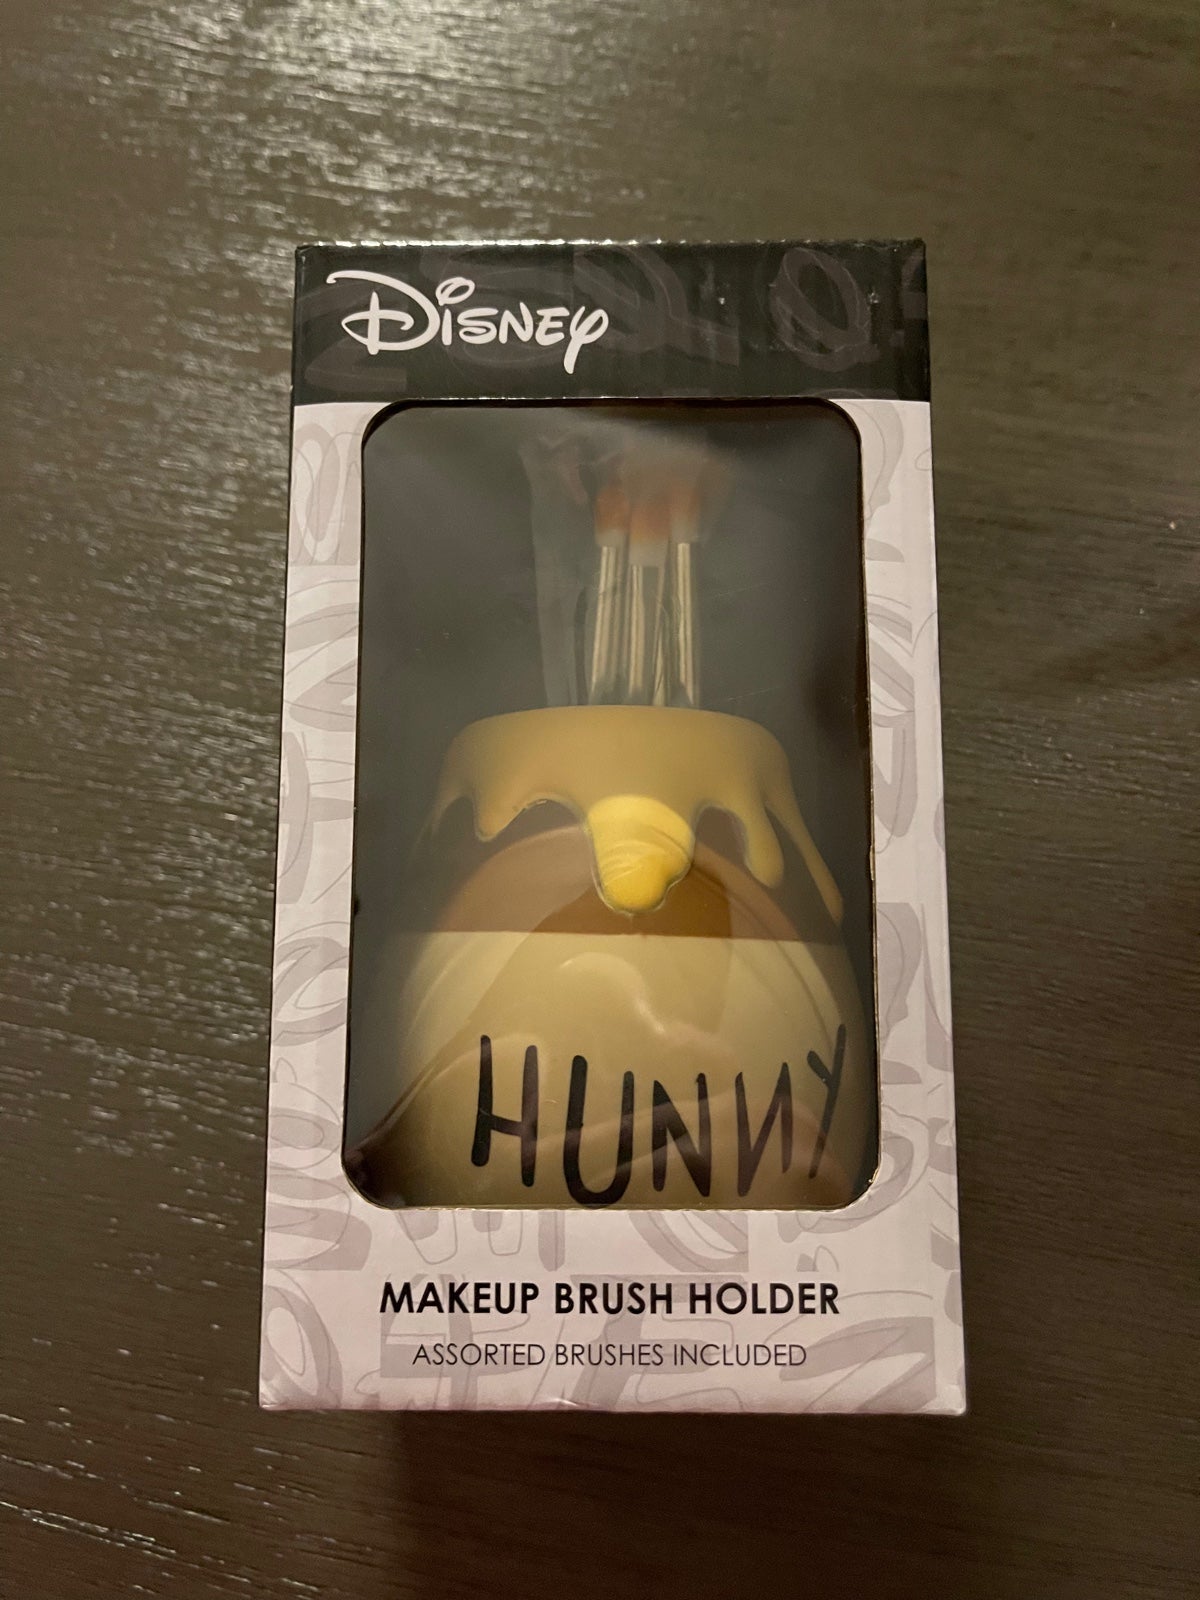 Disney
HUNNY
MAKEUP BRUSH HOLDER
ASSORTED BRUSHES INCLUDED